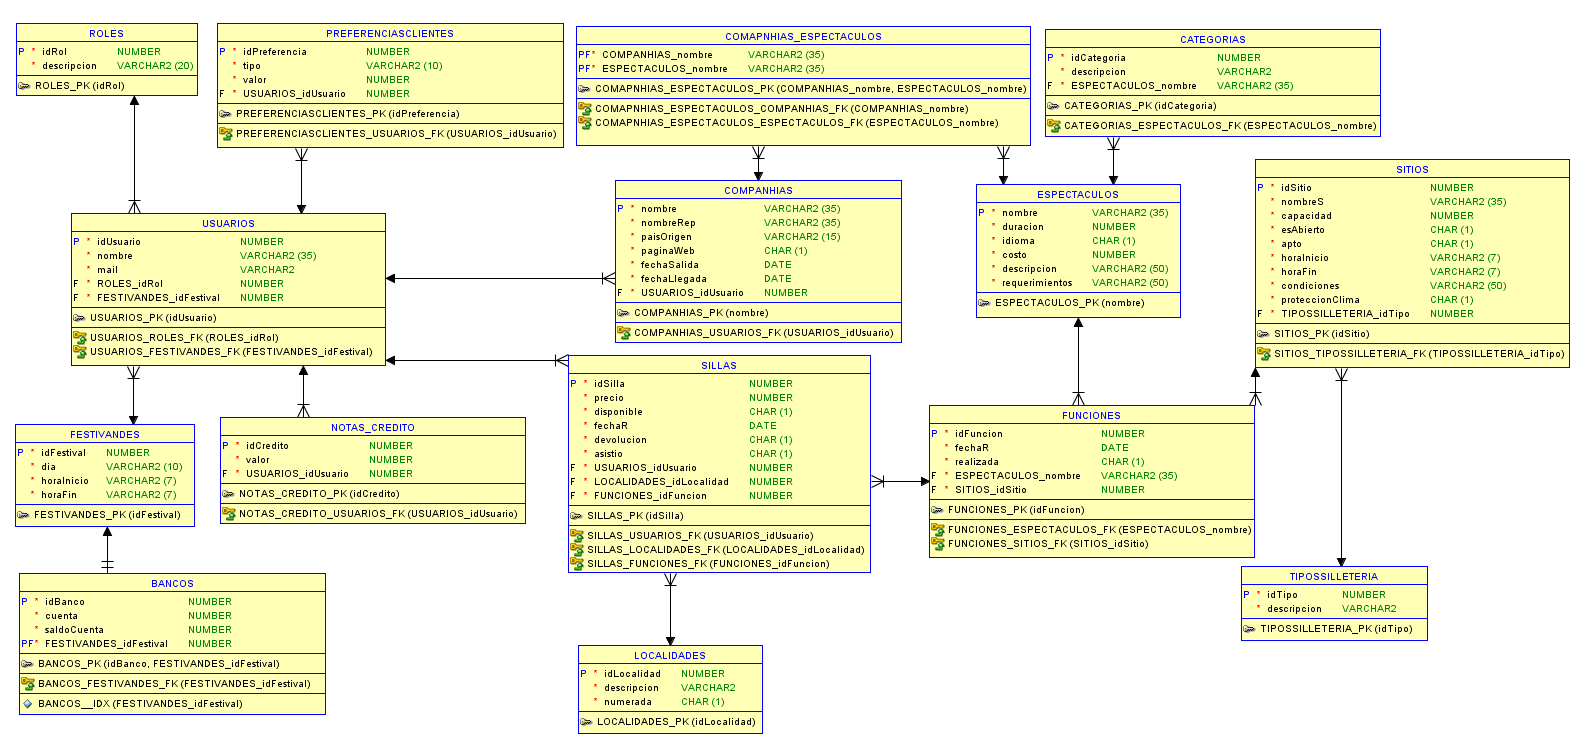 ROLES
P * idRol NUMBER
* descripcion VARCHAR2 (20)
ROLES_PK (idRol)
PREFERENCIASCLIENTES
P * idPreferencia NUMBER
* tipo VARCHAR2 (10)
* valor NUMBER
F * USUARIOS_idUsuario NUMBER
PREFERENCIASCLIENTES_PK (idPreferencia)
PREFERENCIASCLIENTES_USUARIOS_FK (USUARIOS_idUsuario)
COMAPNHIAS_ESPECTACULOS
PF* COMPANHIAS_nombre VARCHAR2 (35)
PF* ESPECTACULOS_nombre VARCHAR2 (35)
COMAPNHIAS_ESPECTACULOS_PK (COMPANHIAS_nombre, ESPECTACULOS_nombre)
COMAPNHIAS_ESPECTACULOS_COMPANHIAS_FK (COMPANHIAS_nombre)
COMAPNHIAS_ESPECTACULOS_ESPECTACULOS_FK (ESPECTACULOS_nombre)
CATEGORIAS
P * idCategoria NUMBER
* descripcion VARCHAR2
F * ESPECTACULOS_nombre VARCHAR2 (35)
CATEGORIAS_PK (idCategoria)
CATEGORIAS_ESPECTACULOS_FK (ESPECTACULOS_nombre)
USUARIOS
P * idUsuario NUMBER
* nombre VARCHAR2 (35)
* mail VARCHAR2
F * ROLES_idRol NUMBER
F * FESTIVANDES_idFestival NUMBER
USUARIOS_PK (idUsuario)
USUARIOS_ROLES_FK (ROLES_idRol)
USUARIOS_FESTIVANDES_FK (FESTIVANDES_idFestival)
COMPANHIAS
P * nombre VARCHAR2 (35)
* nombreRep VARCHAR2 (35)
* paisOrigen VARCHAR2 (15)
* paginaWeb CHAR (1)
* fechaSalida DATE
* fechaLlegada DATE
F * USUARIOS_idUsuario NUMBER
COMPANHIAS_PK (nombre)
COMPANHIAS_USUARIOS_FK (USUARIOS_idUsuario)
ESPECTACULOS
P * nombre VARCHAR2 (35)
* duracion NUMBER
* idioma CHAR (1)
* costo NUMBER
* descripcion VARCHAR2 (50)
* requerimientos VARCHAR2 (50)
ESPECTACULOS_PK (nombre)
SITIOS
P * idSitio NUMBER
* nombreS VARCHAR2 (35)
* capacidad NUMBER
* esAbierto CHAR (1)
* apto CHAR (1)
* horaInicio VARCHAR2 (7)
* horaFin VARCHAR2 (7)
* condiciones VARCHAR2 (50)
* proteccionClima CHAR (1)
F * TIPOSSILLETERIA_idTipo NUMBER
SITIOS_PK (idSitio)
SITIOS_TIPOSSILLETERIA_FK (TIPOSSILLETERIA_idTipo)
FESTIVANDES
P * idFestival NUMBER
* dia VARCHAR2 (10)
* horaInicio VARCHAR2 (7)
* horaFin VARCHAR2 (7)
FESTIVANDES_PK (idFestival)
NOTAS_CREDITO
P * idCredito NUMBER
* valor NUMBER
F * USUARIOS_idUsuario NUMBER
NOTAS_CREDITO_PK (idCredito)
NOTAS_CREDITO_USUARIOS_FK (USUARIOS_idUsuario)
SILLAS
P * idSilla NUMBER
* precio NUMBER
* disponible CHAR (1)
* fechaR DATE
* devolucion CHAR (1)
* asistio CHAR (1)
F * USUARIOS_idUsuario NUMBER
F * LOCALIDADES_idLocalidad NUMBER
F * FUNCIONES_idFuncion NUMBER
SILLAS_PK (idSilla)
SILLAS_USUARIOS_FK (USUARIOS_idUsuario)
SILLAS_LOCALIDADES_FK (LOCALIDADES_idLocalidad)
SILLAS_FUNCIONES_FK (FUNCIONES_idFuncion)
FUNCIONES
P * idFuncion NUMBER
* fechaR DATE
* realizada CHAR (1)
F * ESPECTACULOS_nombre VARCHAR2 (35)
F * SITIOS_idSitio NUMBER
FUNCIONES_PK (idFuncion)
FUNCIONES_ESPECTACULOS_FK (ESPECTACULOS_nombre)
FUNCIONES_SITIOS_FK (SITIOS_idSitio)
BANCOS
P * idBanco NUMBER
* cuenta NUMBER
* saldoCuenta NUMBER
PF* FESTIVANDES_idFestival NUMBER
BANCOS_PK (idBanco, FESTIVANDES_idFestival)
BANCOS_FESTIVANDES_FK (FESTIVANDES_idFestival)
BANCOS__IDX (FESTIVANDES_idFestival)
LOCALIDADES
P * idLocalidad NUMBER
* descripcion VARCHAR2
* numerada CHAR (1)
LOCALIDADES_PK (idLocalidad)
TIPOSSILLETERIA
P * idTipo NUMBER
* descripcion VARCHAR2
TIPOSSILLETERIA_PK (idTipo)